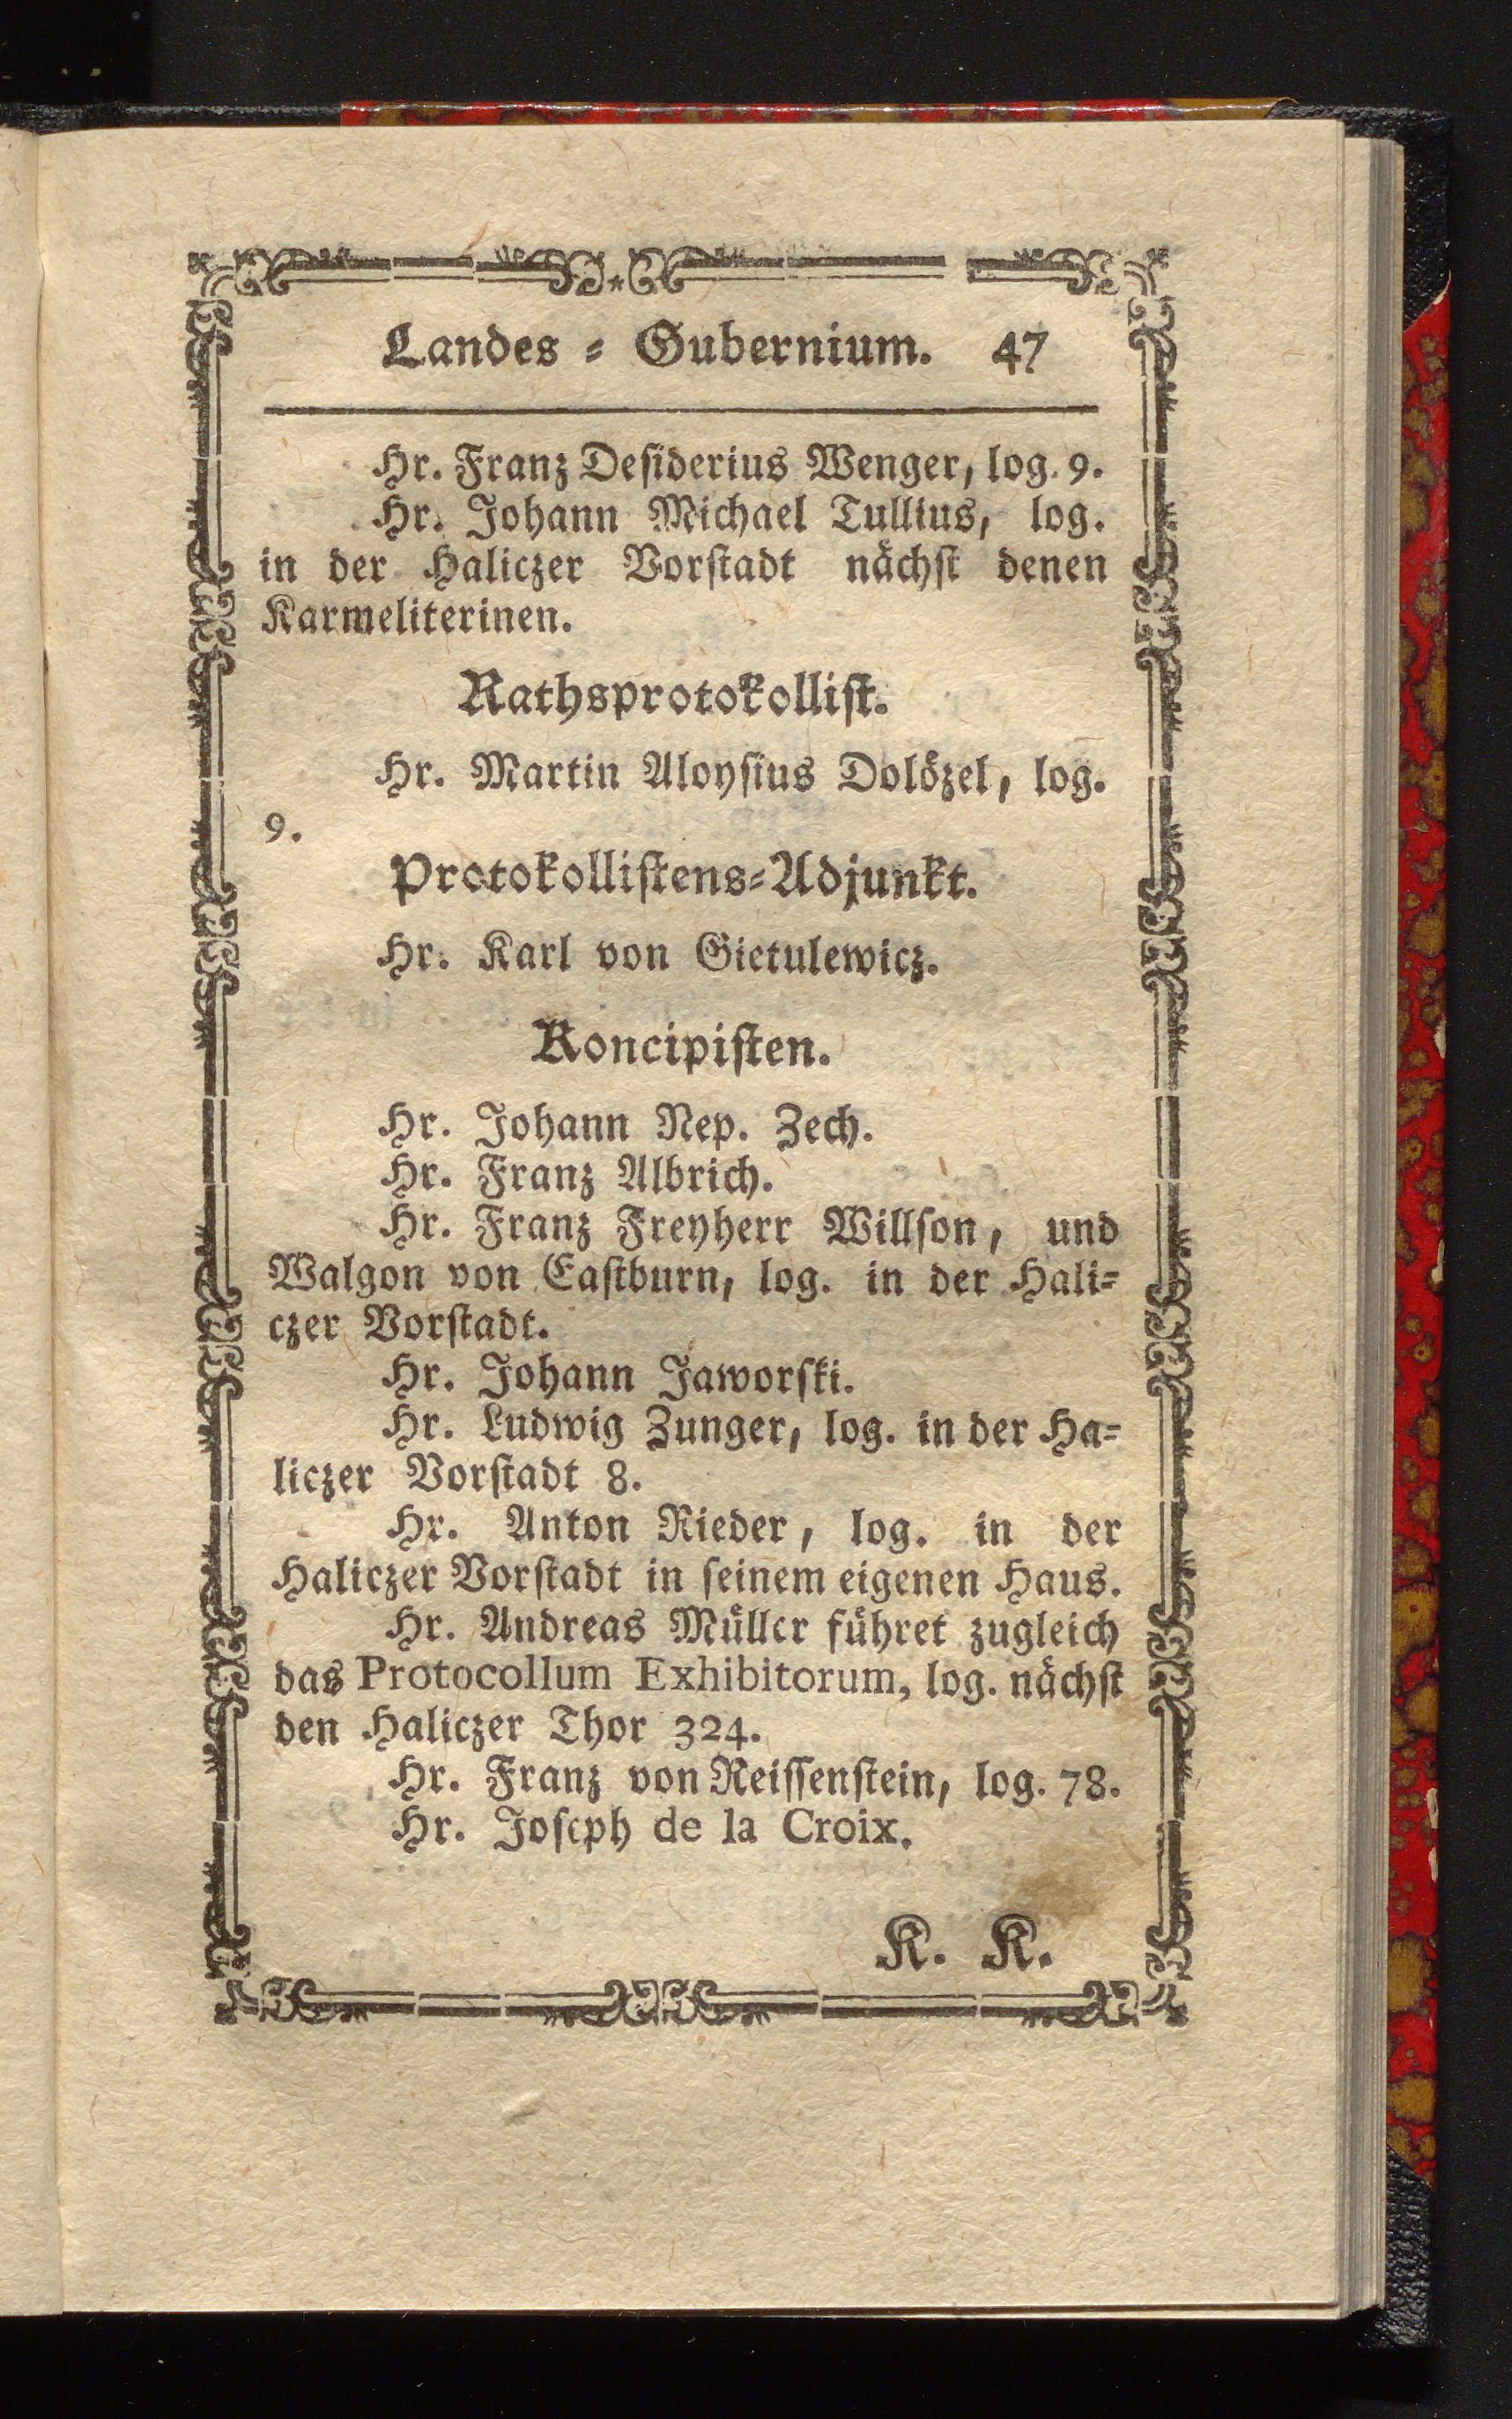 Landes = Gubernium. 47
Hr. Franz Deſiderius Wenger, log. 9.
Hr. Johann Michael Tullius, log.
in der Haliczer Vorſtadt nächſt denen
Karmeliterinen.
Rathsprotokolliſt.
Hr. Martin Aloyſius Dolözel, log.
9.
Protokolliſtens=Adjunkt.
Hr. Karl von Gietulewicz.
Koncipiſten.
Hr. Johann Nep. Zech.
Hr. Franz Albrich.
Hr. Franz Freyherr Willſon, und
Walgon von Eaſtburn, log. in der Hali=
czer Vorſtadt.
Hr. Johann Jaworſki.
Hr. Ludwig Zunger, log. in der Ha=
liczer Vorſtadt 8.
Hr. Anton Rieder, log. in der
Haliczer Vorſtadt in ſeinem eigenen Haus.
Hr. Andreas Müller führet zugleich
das Protocollum Exhibitorum, log. nächſt
den Haliczer Thor 324.
Hr. Franz von Reiſſenſtein, log. 78.
Hr. Joſeph de la Croix.
K. K.